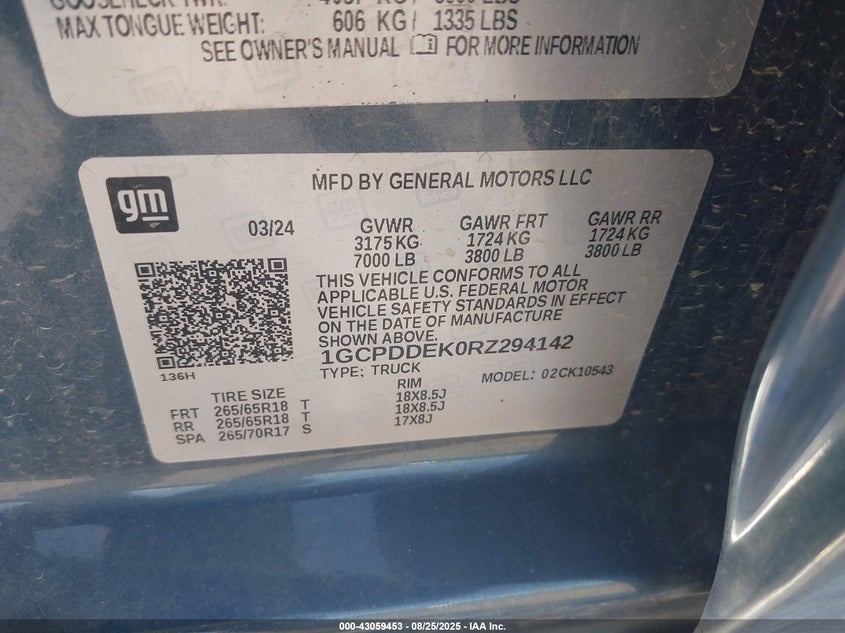 MAX TONGUE WEIGHT: 606 KG/ 1335 LBS
SEE OWNER'S MANUAL FOR MORE INFORMATION
gm
MFD BY GENERAL MOTORS LLC
03/24 GVWR GAWR FRT GAWR RR
3175 KG 1724 KG 1724 KG
7000 LB 3800 LB 3800 LB
THIS VEHICLE CONFORMS TO ALL
APPLICABLE U.S. FEDERAL MOTOR
VEHICLE SAFETY STANDARDS IN EFFECT
ON THE DATE OF MANUFACTURE
SHOWN ABOVE.
1GCPDDEK0RZ294142
136H
TYPE: TRUCK MODEL: 02CK10543
TIRE SIZE RIM
FRT 265/65R18 T 18X8.5J
RR 265/65R18 T 18X8.5J
SPA 265/70R17 S 17X8J
000-43059453 - 08/25/2025 - IAA Inc.